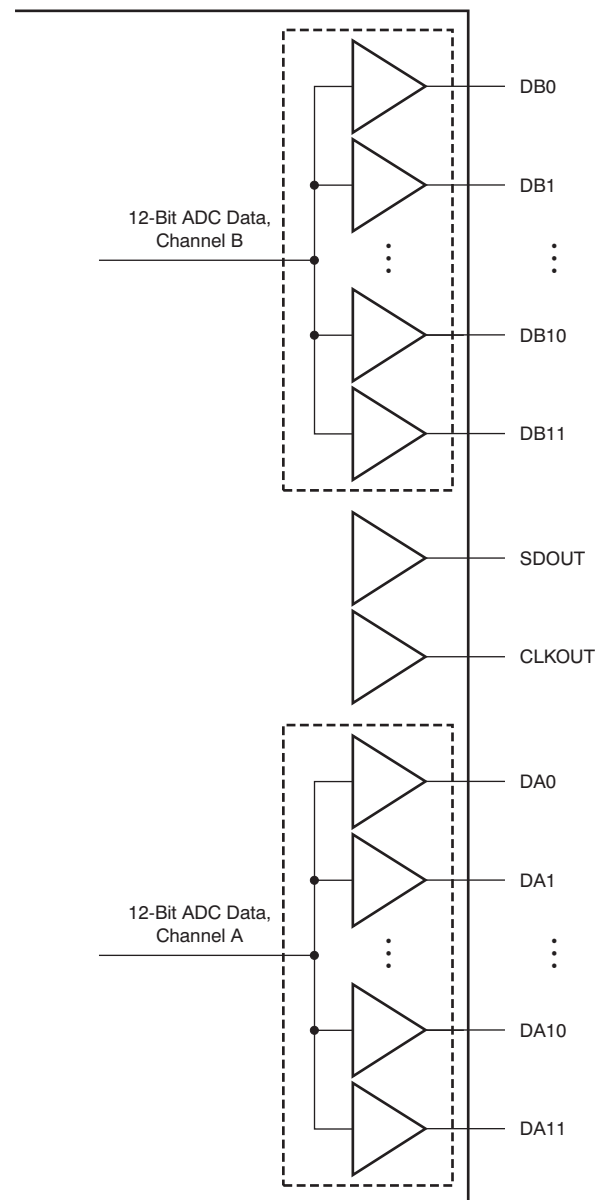 DB0
DB1
12-Bit ADC Data,
Channel B
DB10
DB11
SDOUT
CLKOUT
DA0
DA1
12-Bit ADC Data,
Channel A
DA10
DA11